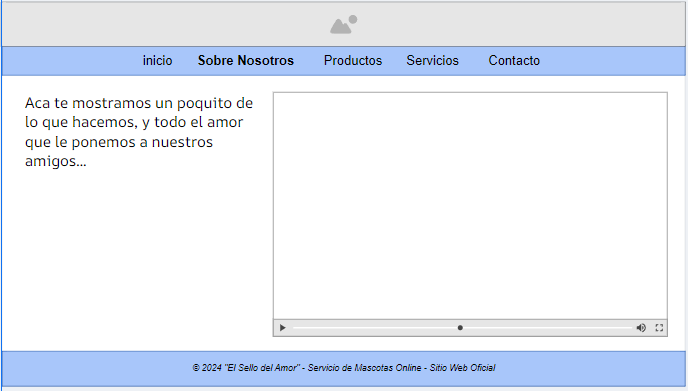 inicio Sobre Nosotros Productos Servicios Contacto
Aca te mostramos un poquito de
lo que hacemos, y todo el amor
que le ponemos a nuestros
amigos...
© 2024 "El Sello del Amor" - Servicio de Mascotas Online - Sitio Web Oficial